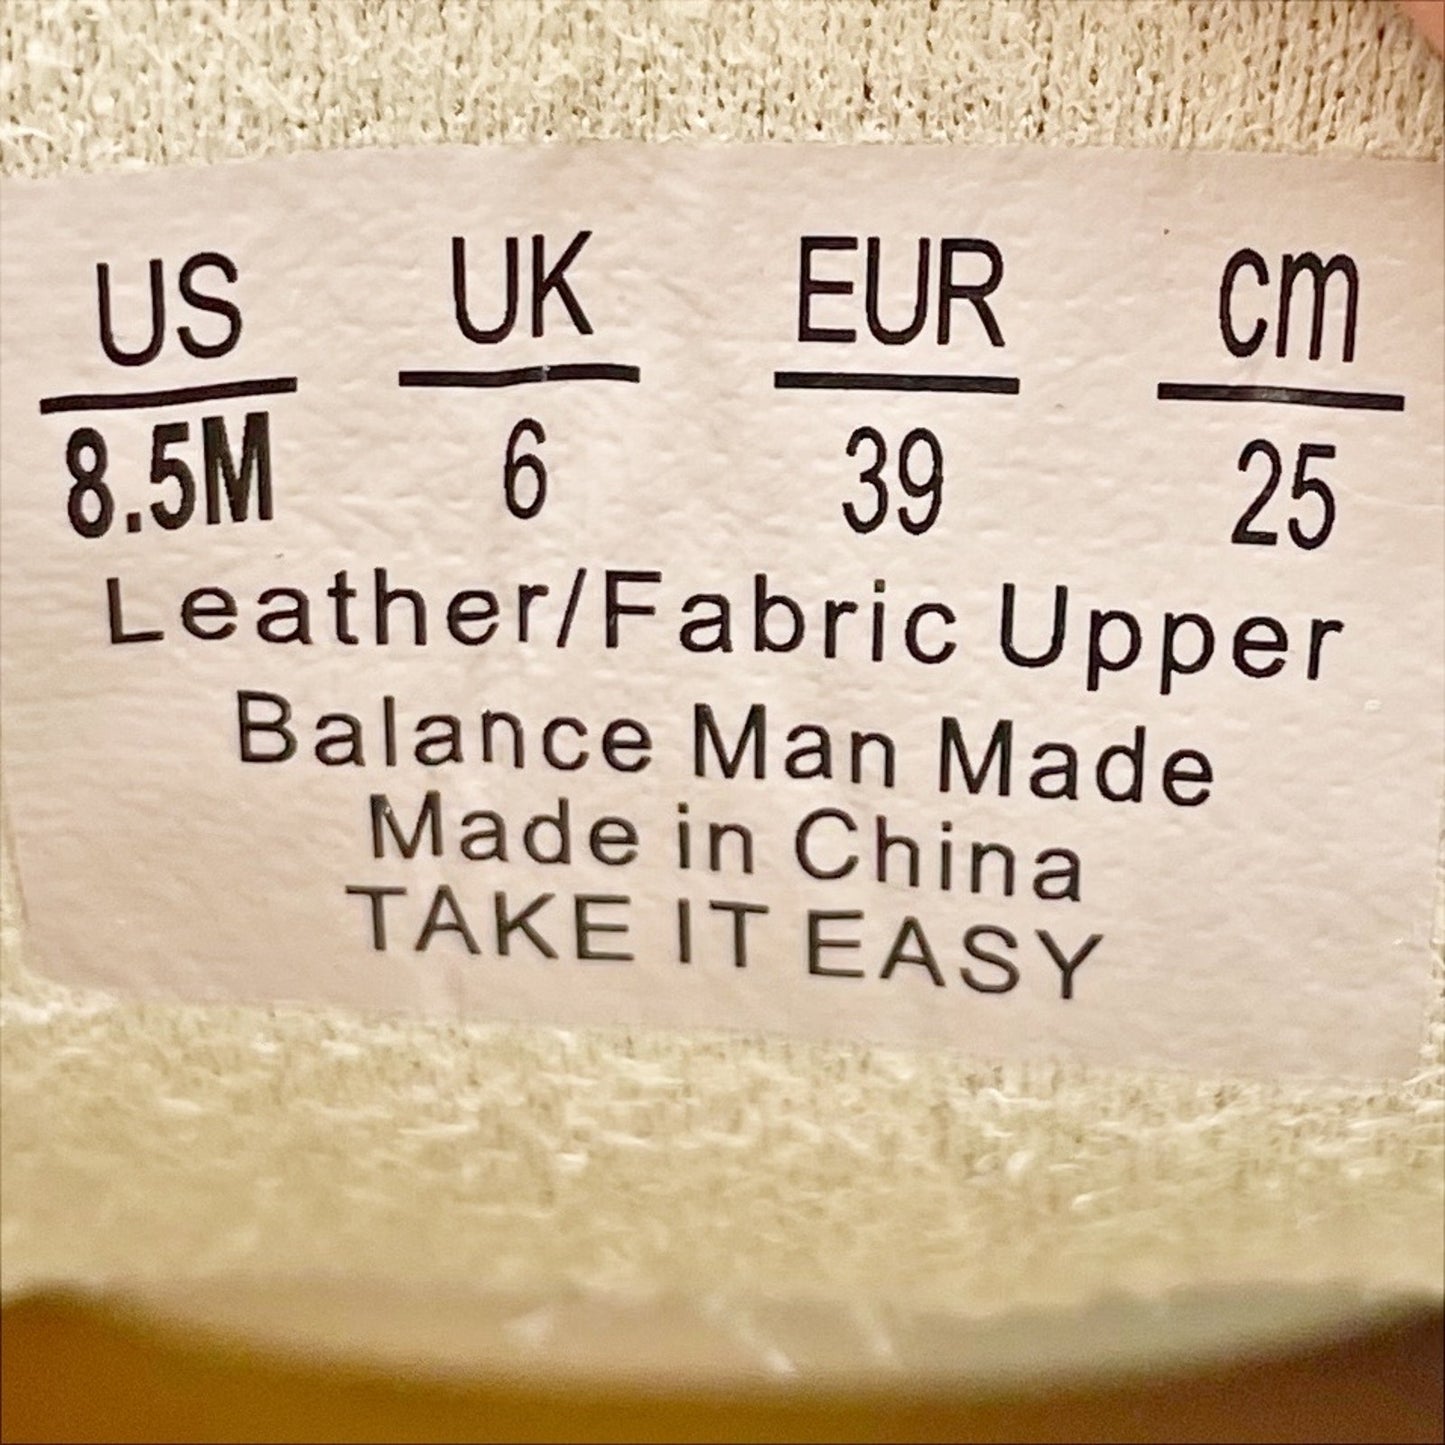 US UK EUR cm
8.5M 6 39 25
Leather/Fabric Upper
Balance Man Made
Made in China
TAKE IT EASY